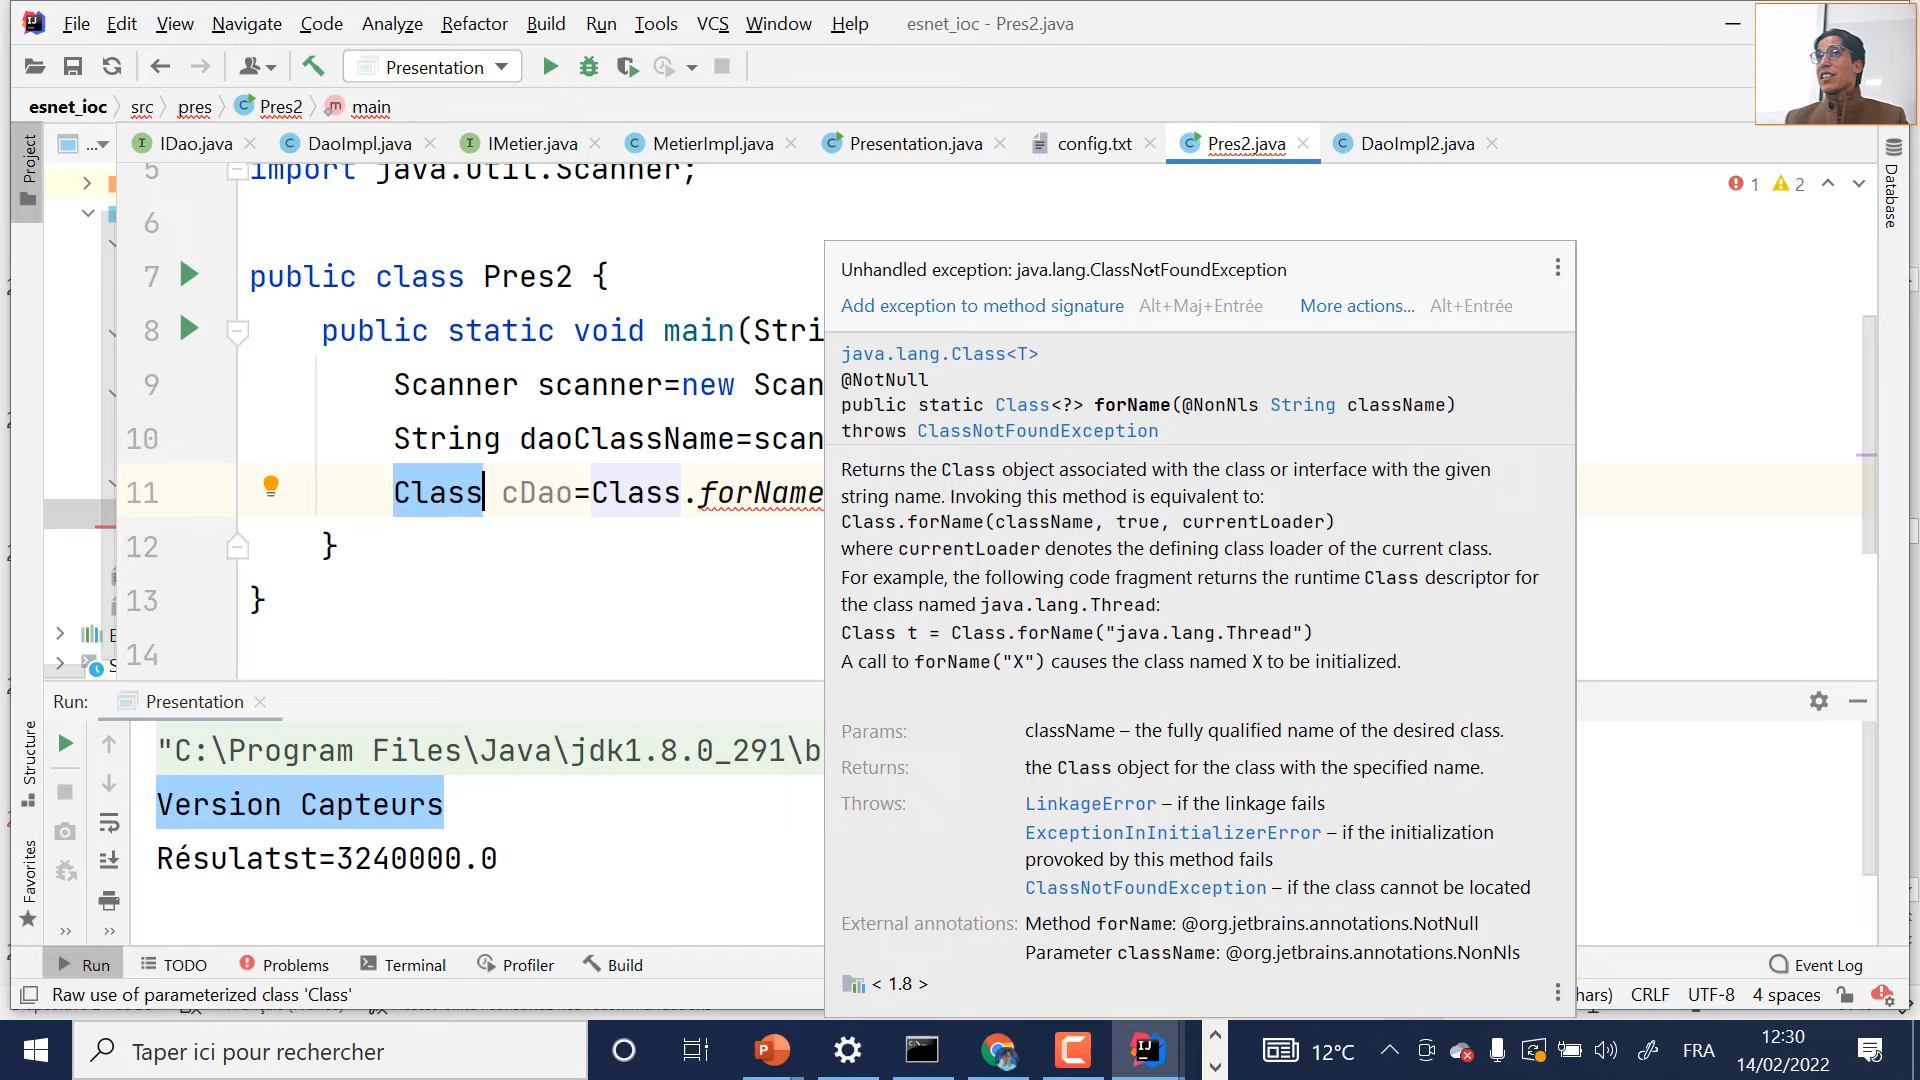 File Edit View Navigate Code Analyze Refactor Build Run Tools VCS Window Help esnet_ioc - Pres2.java
Presentation
esnet_ioc src pres Pres2 main
IDao.java DaoImpl.java IMetier.java MetierImpl.java Presentation.java config.txt Pres2.java DaoImpl2.java
Project
Database
1 2
5 import java.util.Scanner;
6
7 public class Pres2 {
8 public static void main(Stri
9 Scanner scanner=new Scan
10 String daoClassName=scan
11 Class cDao=Class.forName
12 }
13 }
14
Unhandled exception: java.lang.ClassNotFoundException
Add exception to method signature Alt+Maj+Entrée More actions... Alt+Entrée
java.lang.Class<T>
@NotNull
public static Class<?> forName(@NonNls String className)
throws ClassNotFoundException
Returns the Class object associated with the class or interface with the given
string name. Invoking this method is equivalent to:
Class.forName(className, true, currentLoader)
where currentLoader denotes the defining class loader of the current class.
For example, the following code fragment returns the runtime Class descriptor for
the class named java.lang.Thread:
Class t = Class.forName("java.lang.Thread")
A call to forName("X") causes the class named X to be initialized.
Params: className – the fully qualified name of the desired class.
Returns: the Class object for the class with the specified name.
Throws: LinkageError – if the linkage fails
ExceptionInInitializerError – if the initialization
provoked by this method fails
ClassNotFoundException – if the class cannot be located
External annotations: Method forName: @org.jetbrains.annotations.NotNull
Parameter className: @org.jetbrains.annotations.NonNls
< 1.8 >
Run: Presentation
"C:\Program Files\Java\jdk1.8.0_291\b
Version Capteurs
Résulatst=3240000.0
Structure
Favorites
Run TODO Problems Terminal Profiler Build Event Log
Raw use of parameterized class 'Class' hars) CRLF UTF-8 4 spaces
Taper ici pour rechercher
12°C FRA 12:30
14/02/2022